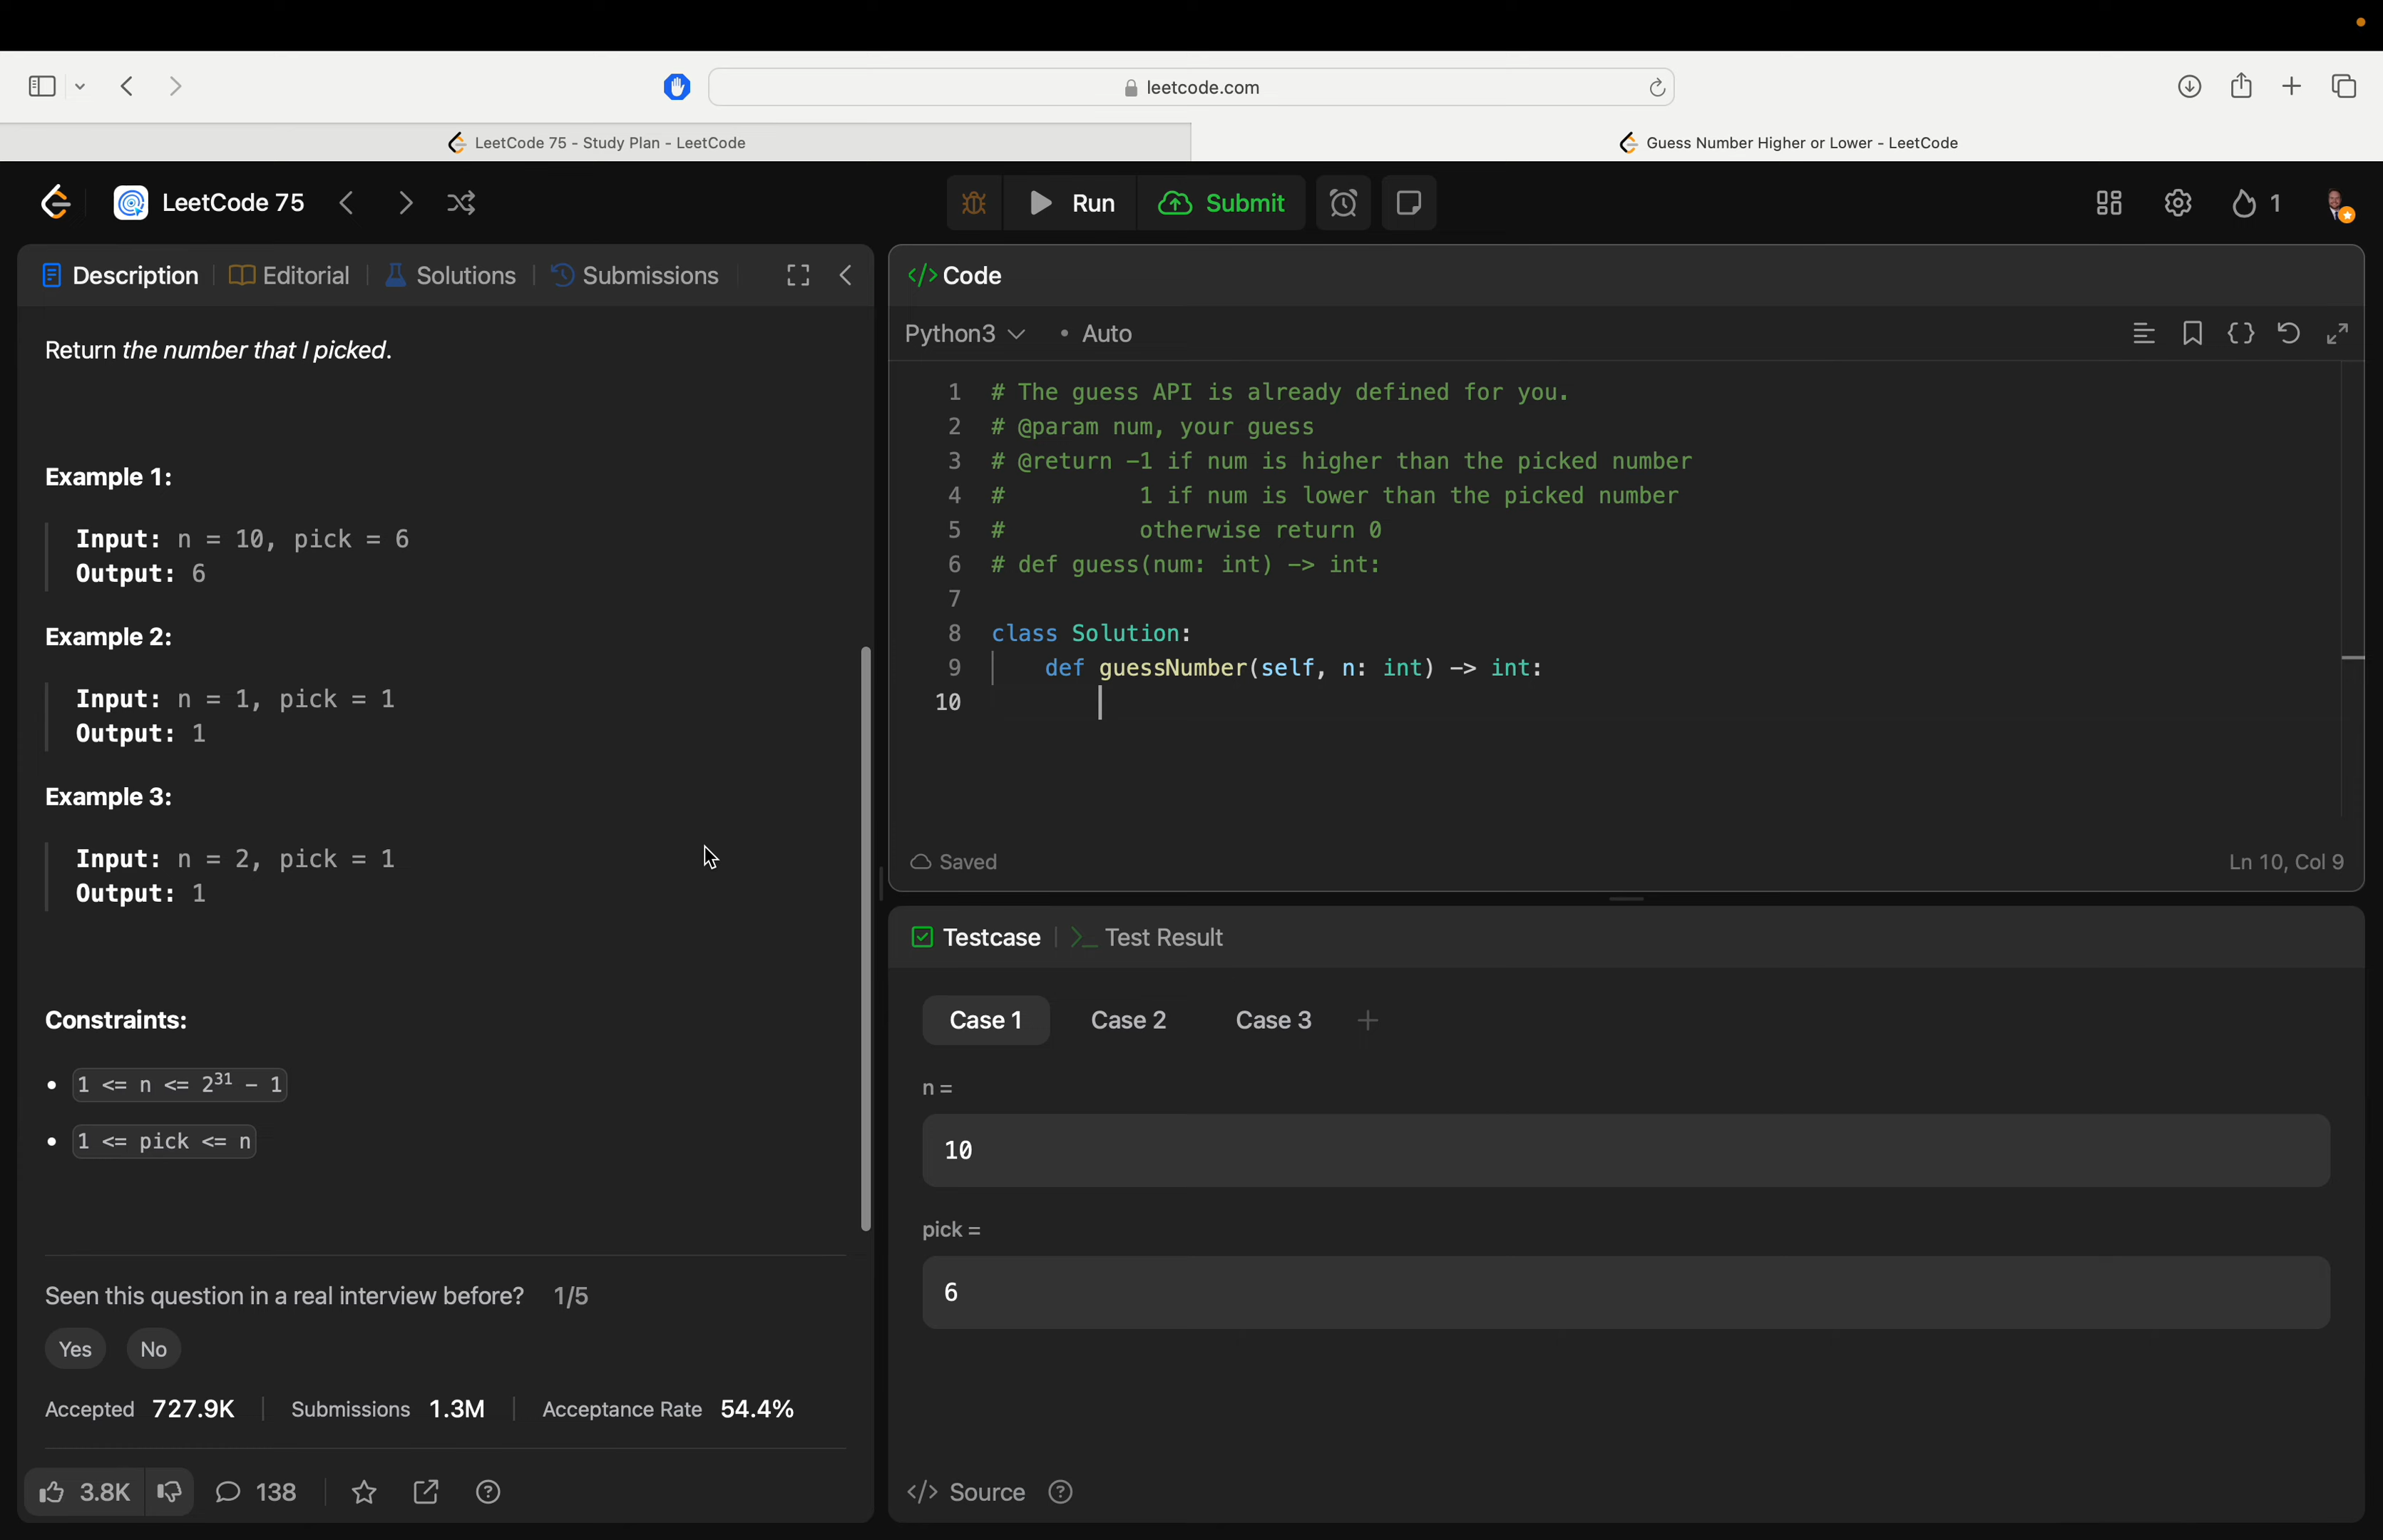 leetcode.com
LeetCode 75 - Study Plan - LeetCode
Guess Number Higher or Lower - LeetCode
LeetCode 75
Run
Submit
1
Description
Editorial
Solutions
Submissions
Return the number that I picked.
Example 1:
Input: n = 10, pick = 6
Output: 6
Example 2:
Input: n = 1, pick = 1
Output: 1
Example 3:
Input: n = 2, pick = 1
Output: 1
Constraints:
• 1 <= n <= 2³¹ - 1
• 1 <= pick <= n
Seen this question in a real interview before? 1/5
Yes
No
Accepted 727.9K
Submissions 1.3M
Acceptance Rate 54.4%
3.8K
138
</> Code
Python3
• Auto
1 # The guess API is already defined for you.
2 # @param num, your guess
3 # @return -1 if num is higher than the picked number
4 #          1 if num is lower than the picked number
5 #          otherwise return 0
6 # def guess(num: int) -> int:
7
8 class Solution:
9     def guessNumber(self, n: int) -> int:
10
Saved
Ln 10, Col 9
Testcase
>_ Test Result
Case 1
Case 2
Case 3
+
n =
10
pick =
6
</> Source